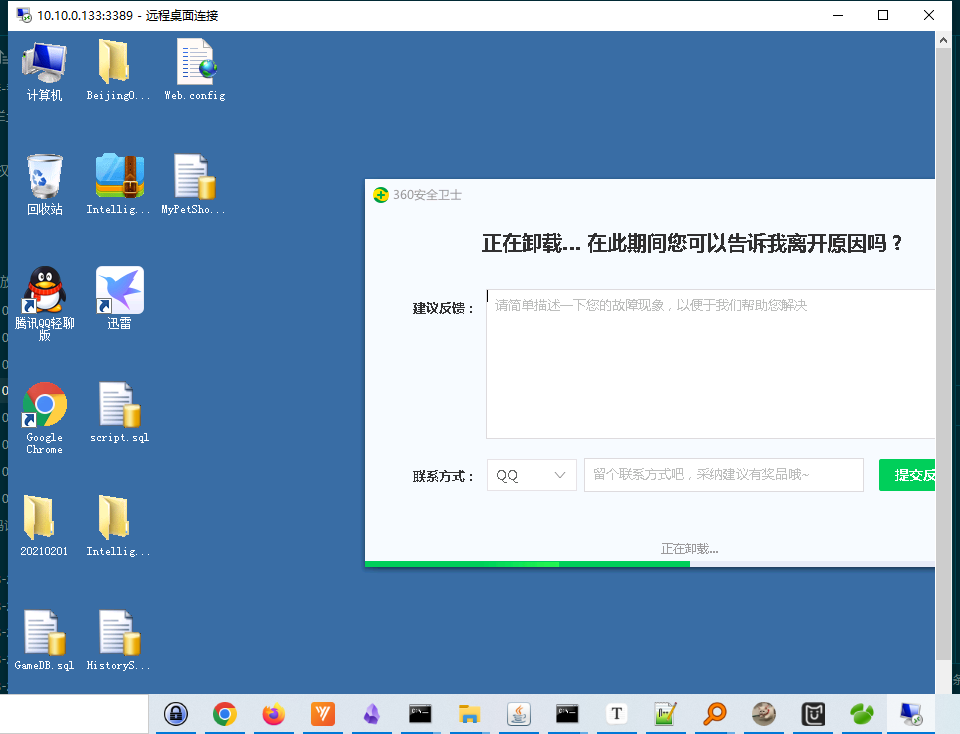 10.10.0.133:3389 - 远程桌面连接
计算机
BeijingO...
Web.config
回收站
Intellig...
MyPetSho...
腾讯QQ轻聊版
迅雷
Google Chrome
script.sql
20210201
Intellig...
GameDB.sql
HistoryS...
360安全卫士
正在卸载... 在此期间您可以告诉我离开原因吗？
建议反馈：
请简单描述一下您的故障现象，以便于我们帮助您解决
联系方式：
QQ
留个联系方式吧，采纳建议有奖品哦~
提交反
正在卸载...